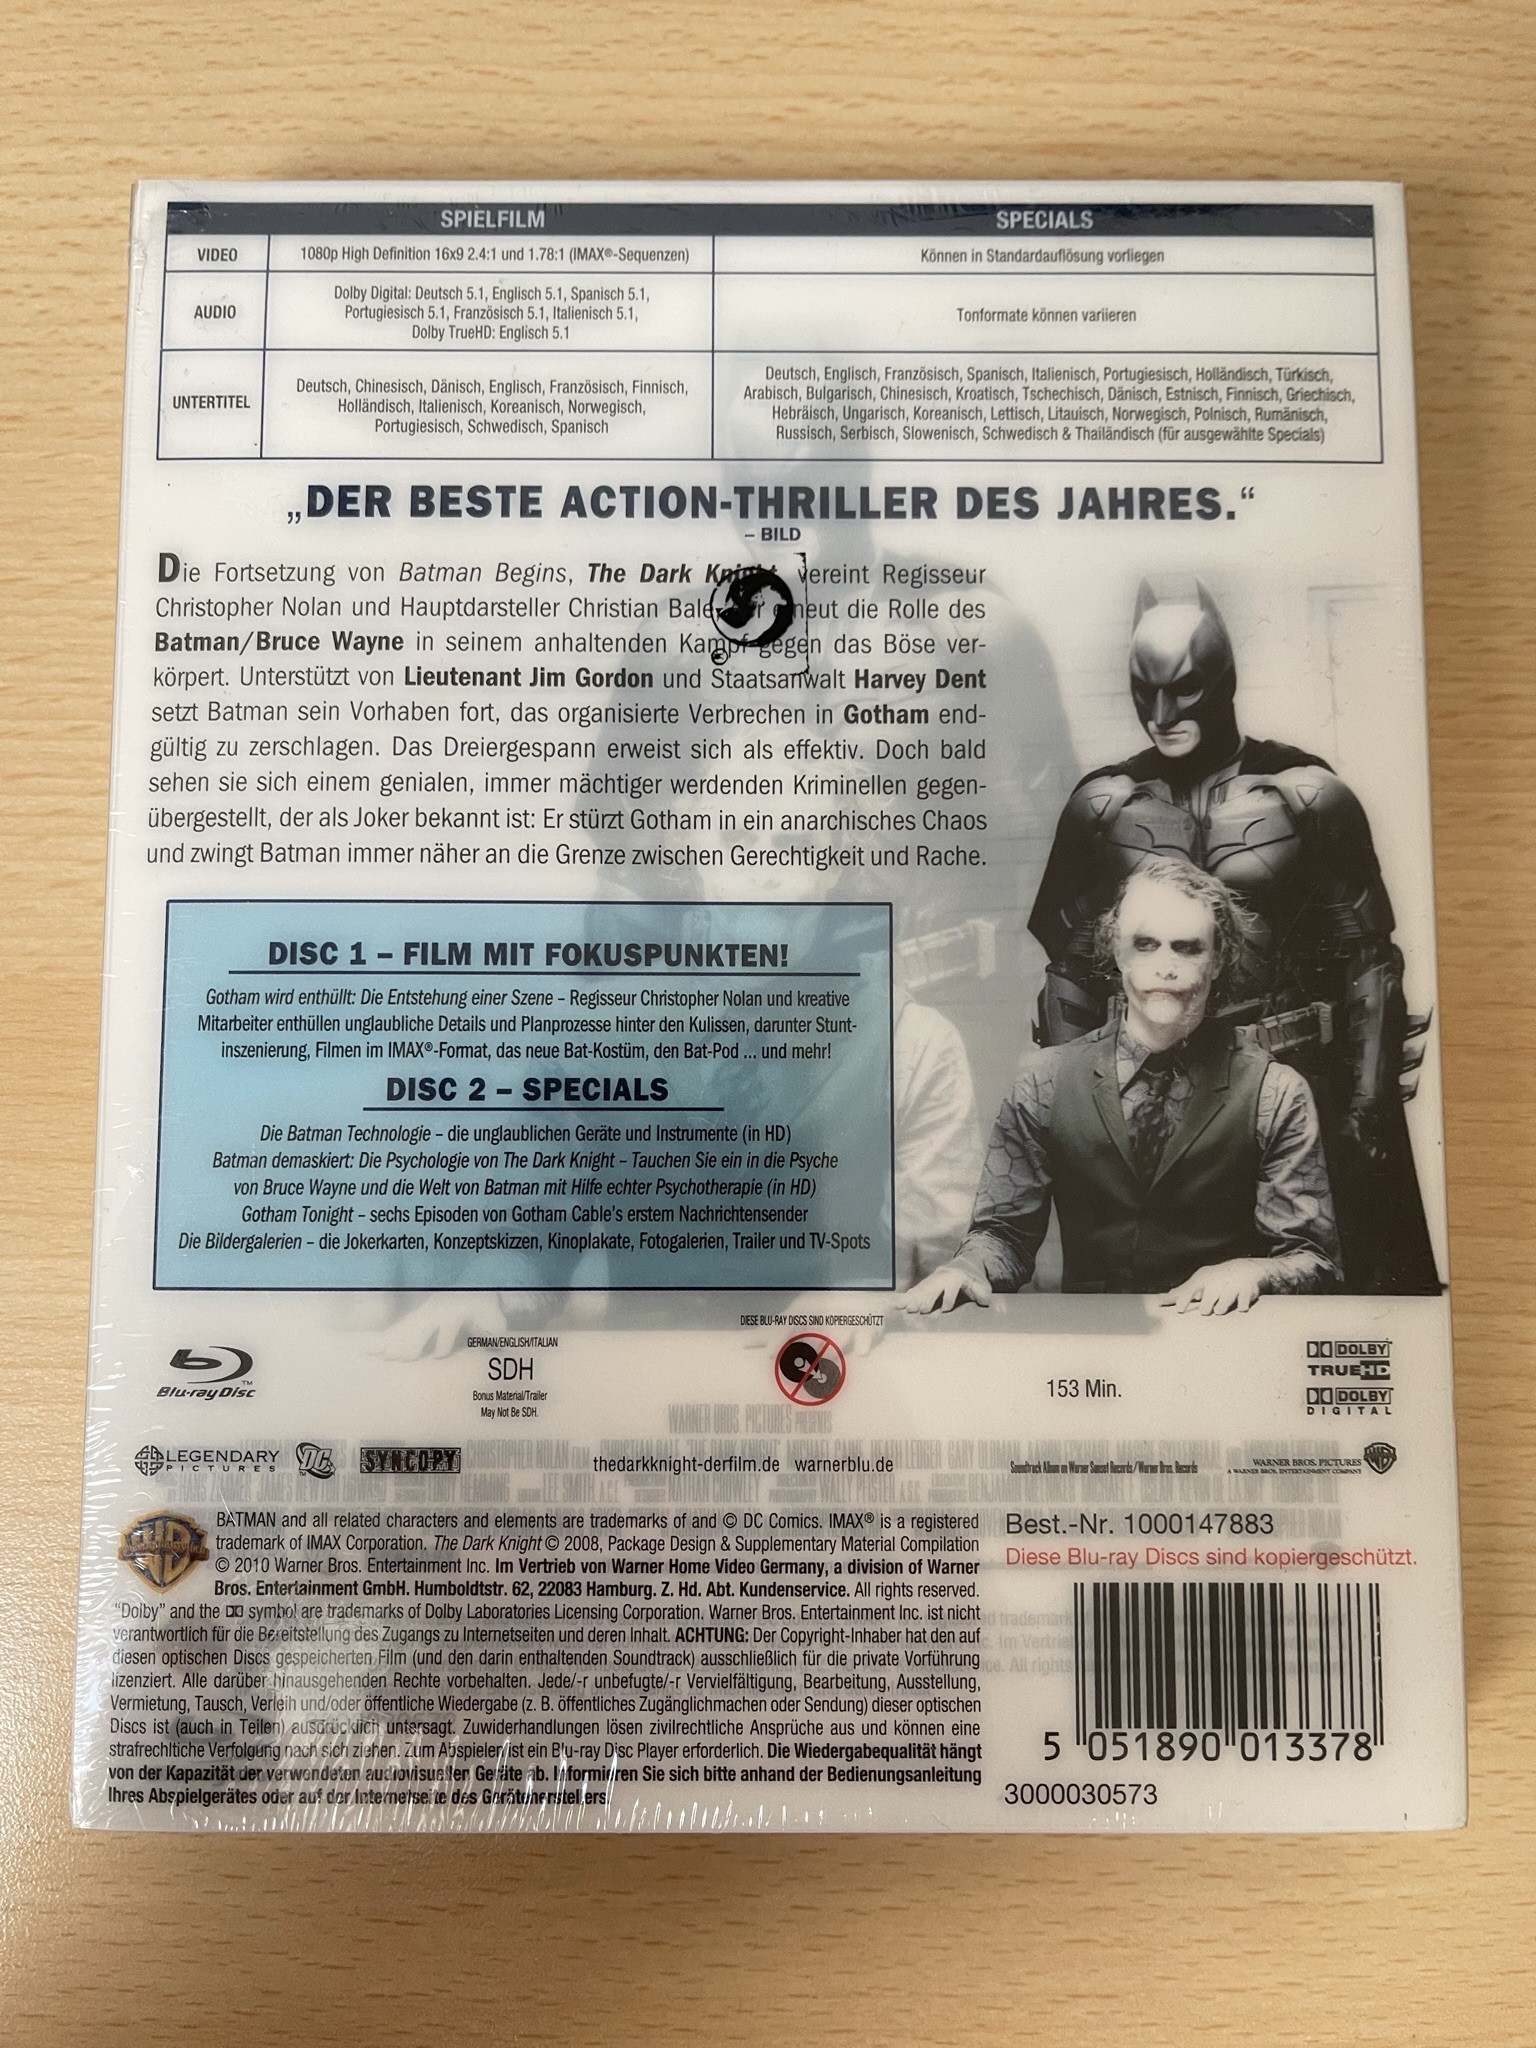 SPIELFILM SPECIALS
VIDEO 1080p High Definition 16x9 2.4:1 und 1.78:1 (IMAX®-Sequenzen) Können in Standardauflösung vorliegen
AUDIO
Dolby Digital: Deutsch 5.1, Englisch 5.1, Spanisch 5.1,
Portugiesisch 5.1, Französisch 5.1, Italienisch 5.1,
Dolby TrueHD: Englisch 5.1
Tonformate können variieren
UNTERTITEL
Deutsch, Chinesisch, Dänisch, Englisch, Französisch, Finnisch,
Holländisch, Italienisch, Koreanisch, Norwegisch,
Portugiesisch, Schwedisch, Spanisch
Deutsch, Englisch, Französisch, Spanisch, Italienisch, Portugiesisch, Holländisch, Türkisch,
Arabisch, Bulgarisch, Chinesisch, Kroatisch, Tschechisch, Dänisch, Estnisch, Finnisch, Griechisch,
Hebräisch, Ungarisch, Koreanisch, Lettisch, Litauisch, Norwegisch, Polnisch, Rumänisch,
Russisch, Serbisch, Slowenisch, Schwedisch & Thailändisch (für ausgewählte Specials)
„DER BESTE ACTION-THRILLER DES JAHRES.“
– BILD
Die Fortsetzung von Batman Begins, The Dark Knight, vereint Regisseur
Christopher Nolan und Hauptdarsteller Christian Bale, der erneut die Rolle des
Batman/Bruce Wayne in seinem anhaltenden Kampf gegen das Böse ver-
körpert. Unterstützt von Lieutenant Jim Gordon und Staatsanwalt Harvey Dent
setzt Batman sein Vorhaben fort, das organisierte Verbrechen in Gotham end-
gültig zu zerschlagen. Das Dreiergespann erweist sich als effektiv. Doch bald
sehen sie sich einem genialen, immer mächtiger werdenden Kriminellen gegen-
übergestellt, der als Joker bekannt ist: Er stürzt Gotham in ein anarchisches Chaos
und zwingt Batman immer näher an die Grenze zwischen Gerechtigkeit und Rache.
DISC 1 – FILM MIT FOKUSPUNKTEN!
Gotham wird enthüllt: Die Entstehung einer Szene – Regisseur Christopher Nolan und kreative
Mitarbeiter enthüllen unglaubliche Details und Planprozesse hinter den Kulissen, darunter Stunt-
inszenierung, Filmen im IMAX®-Format, das neue Bat-Kostüm, den Bat-Pod ... und mehr!
DISC 2 – SPECIALS
Die Batman Technologie – die unglaublichen Geräte und Instrumente (in HD)
Batman demaskiert: Die Psychologie von The Dark Knight – Tauchen Sie ein in die Psyche
von Bruce Wayne und die Welt von Batman mit Hilfe echter Psychotherapie (in HD)
Gotham Tonight – sechs Episoden von Gotham Cable's erstem Nachrichtensender
Die Bildergalerien – die Jokerkarten, Konzeptskizzen, Kinoplakate, Fotogalerien, Trailer und TV-Spots
DIESE BLU-RAY DISCS SIND KOPIERGESCHÜTZT
Blu-ray Disc™
GERMAN/ENGLISH/ITALIAN
SDH
Bonus Material/Trailer
May Not Be SDH.
153 Min.
DOLBY
TRUEHD
DOLBY
DIGITAL
WARNER BROS. PICTURES PRESENTS
LEGENDARY
PICTURES
DC
SYNCOPY
thedarkknight-derfilm.de warnerblu.de
Soundtrack Album on Warner Sunset Records/Warner Bros. Records
WARNER BROS. PICTURES
A WARNER BROS. ENTERTAINMENT COMPANY
BATMAN and all related characters and elements are trademarks of and © DC Comics. IMAX® is a registered
trademark of IMAX Corporation. The Dark Knight © 2008, Package Design & Supplementary Material Compilation
© 2010 Warner Bros. Entertainment Inc. Im Vertrieb von Warner Home Video Germany, a division of Warner
Bros. Entertainment GmbH. Humboldtstr. 62, 22083 Hamburg. Z. Hd. Abt. Kundenservice. All rights reserved.
"Dolby" and the symbol are trademarks of Dolby Laboratories Licensing Corporation. Warner Bros. Entertainment Inc. ist nicht
verantwortlich für die Bereitstellung des Zugangs zu Internetseiten und deren Inhalt. ACHTUNG: Der Copyright-Inhaber hat den auf
diesen optischen Discs gespeicherten Film (und den darin enthaltenden Soundtrack) ausschließlich für die private Vorführung
lizenziert. Alle darüber hinausgehenden Rechte vorbehalten. Jede/-r unbefugte/-r Vervielfältigung, Bearbeitung, Ausstellung,
Vermietung, Tausch, Verleih und/oder öffentliche Wiedergabe (z. B. öffentliches Zugänglichmachen oder Sendung) dieser optischen
Discs ist (auch in Teilen) ausdrücklich untersagt. Zuwiderhandlungen lösen zivilrechtliche Ansprüche aus und können eine
strafrechtliche Verfolgung nach sich ziehen. Zum Abspielen ist ein Blu-ray Disc Player erforderlich. Die Wiedergabequalität hängt
von der Kapazität der verwendeten audiovisuellen Geräte ab. Informieren Sie sich bitte anhand der Bedienungsanleitung
Ihres Abspielgerätes oder auf der Internetseite des Geräteherstellers.
Best.-Nr. 1000147883
Diese Blu-ray Discs sind kopiergeschützt.
5 051890 013378
3000030573